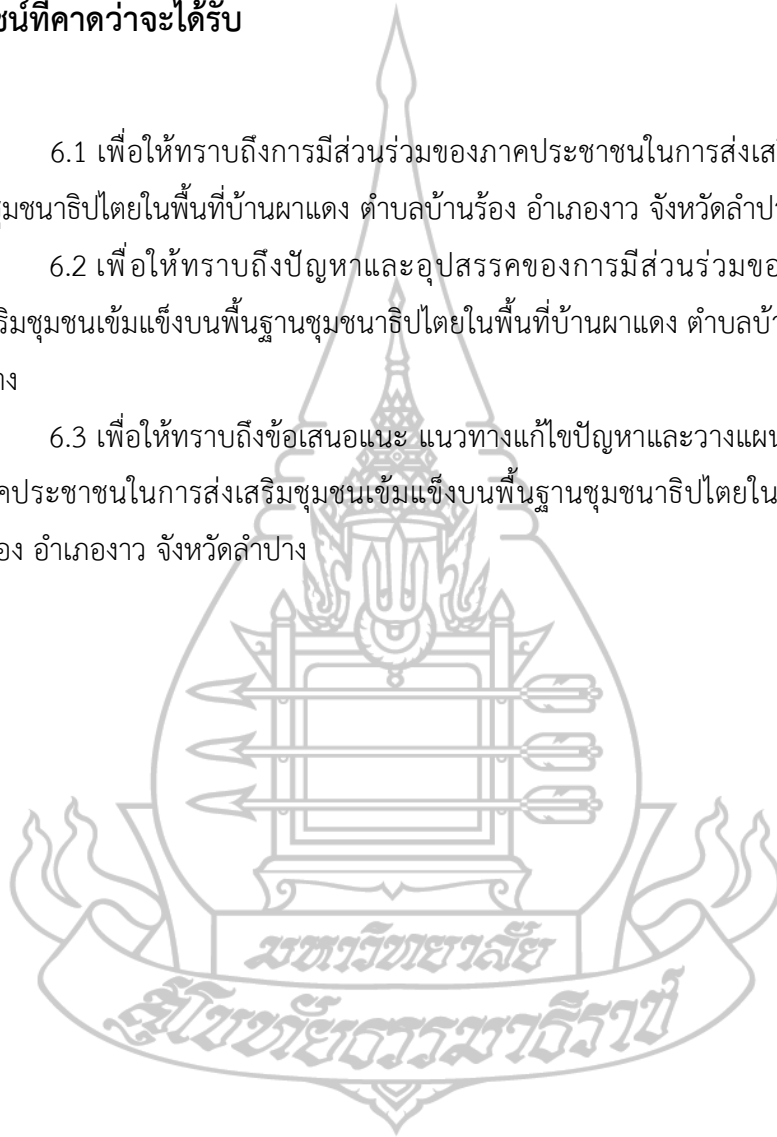 ชน์ที่คาดว่าจะได้รับ
6.1 เพื่อให้ทราบถึงการมีส่วนร่วมของภาคประชาชนในการส่งเส
ชุมชนาธิปไตยในพื้นที่บ้านผาแดง ตำบลบ้านร้อง อำเภองาว จังหวัดลำปา
6.2 เพื่อให้ทราบถึงปัญหาและอุปสรรคของการมีส่วนร่วมขอ
ริมชุมชนเข้มแข็งบนพื้นฐานชุมชนาธิปไตยในพื้นที่บ้านผาแดง ตำบลบ้า
าง
6.3 เพื่อให้ทราบถึงข้อเสนอแนะ แนวทางแก้ไขปัญหาและวางแผน
คประชาชนในการส่งเสริมชุมชนเข้มแข็งบนพื้นฐานชุมชนาธิปไตยใน
อง อำเภองาว จังหวัดลำปาง
มหาวิทยาลัย
สุโขทัยธรรมาธิราช